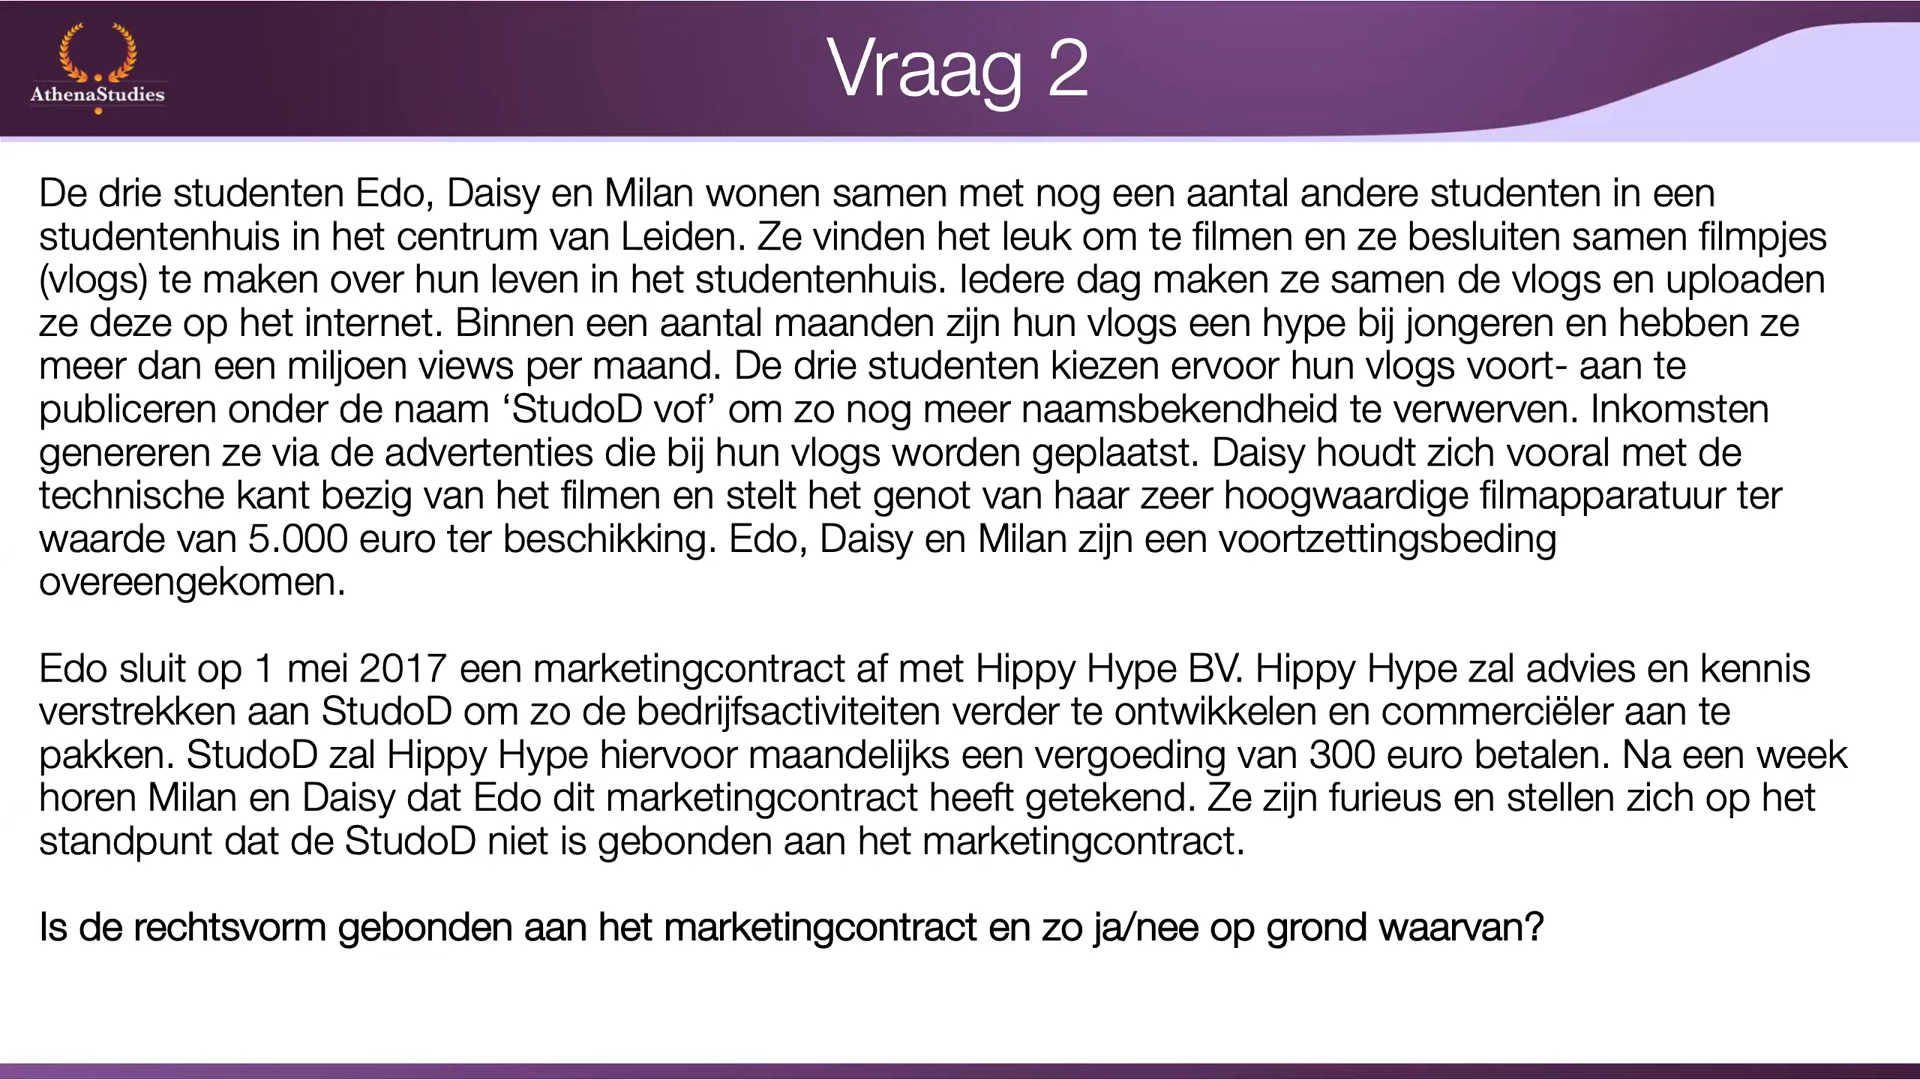 AthenaStudies
Vraag 2
De drie studenten Edo, Daisy en Milan wonen samen met nog een aantal andere studenten in een
studentenhuis in het centrum van Leiden. Ze vinden het leuk om te filmen en ze besluiten samen filmpjes
(vlogs) te maken over hun leven in het studentenhuis. Iedere dag maken ze samen de vlogs en uploaden
ze deze op het internet. Binnen een aantal maanden zijn hun vlogs een hype bij jongeren en hebben ze
meer dan een miljoen views per maand. De drie studenten kiezen ervoor hun vlogs voort- aan te
publiceren onder de naam ‘StudoD vof’ om zo nog meer naamsbekendheid te verwerven. Inkomsten
genereren ze via de advertenties die bij hun vlogs worden geplaatst. Daisy houdt zich vooral met de
technische kant bezig van het filmen en stelt het genot van haar zeer hoogwaardige filmapparatuur ter
waarde van 5.000 euro ter beschikking. Edo, Daisy en Milan zijn een voortzettingsbeding
overeengekomen.
Edo sluit op 1 mei 2017 een marketingcontract af met Hippy Hype BV. Hippy Hype zal advies en kennis
verstrekken aan StudoD om zo de bedrijfsactiviteiten verder te ontwikkelen en commerciëler aan te
pakken. StudoD zal Hippy Hype hiervoor maandelijks een vergoeding van 300 euro betalen. Na een week
horen Milan en Daisy dat Edo dit marketingcontract heeft getekend. Ze zijn furieus en stellen zich op het
standpunt dat de StudoD niet is gebonden aan het marketingcontract.
Is de rechtsvorm gebonden aan het marketingcontract en zo ja/nee op grond waarvan?